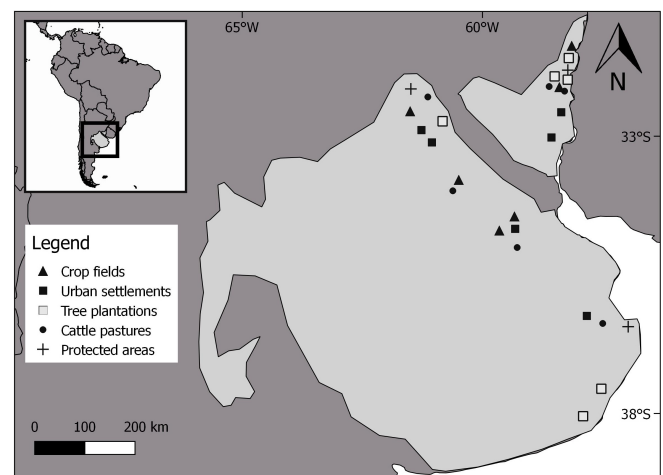 65°W 60°W
N
33°S
Legend
Crop fields
Urban settlements
Tree plantations
Cattle pastures
Protected areas
0 100 200 km
38°S